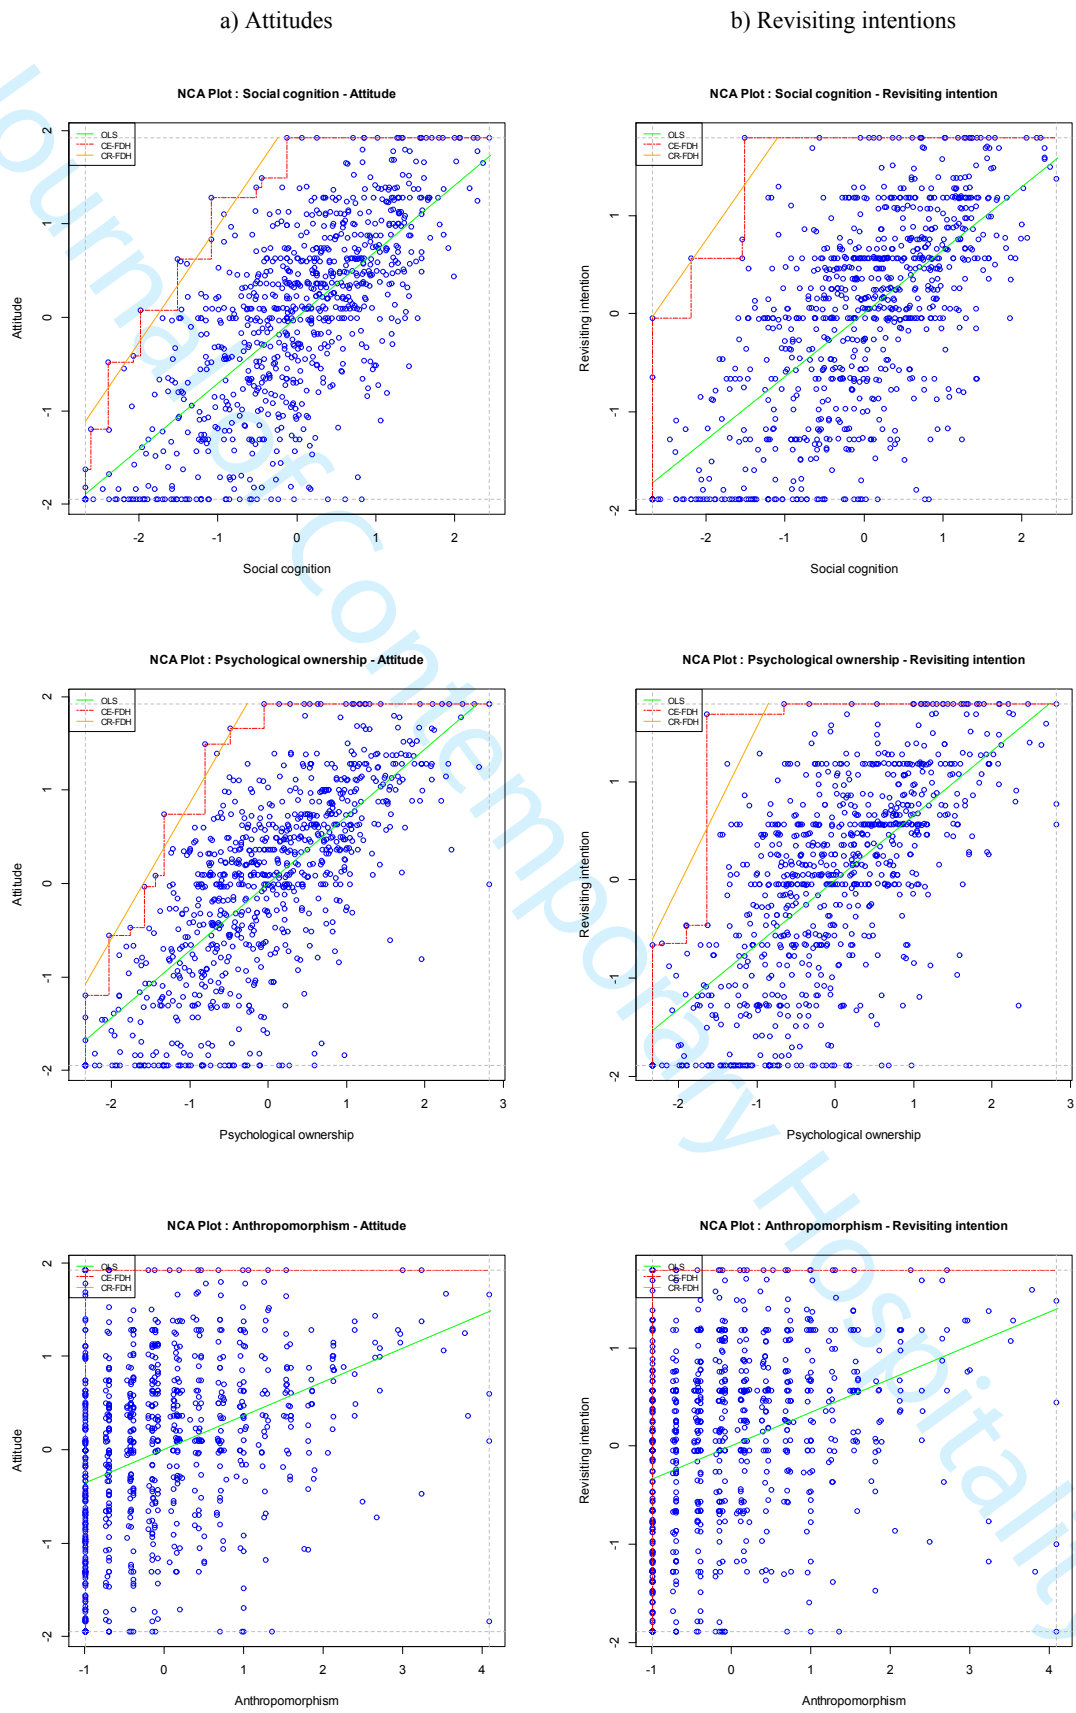 a) Attitudes
b) Revisiting intentions
NCA Plot : Social cognition - Attitude
OLS
CE-FDH
CR-FDH
2
1
0
-1
-2
Attitude
-2 -1 0 1 2
Social cognition
NCA Plot : Social cognition - Revisiting intention
OLS
CE-FDH
CR-FDH
1
0
-1
-2
Revisiting intention
-2 -1 0 1 2
Social cognition
NCA Plot : Psychological ownership - Attitude
OLS
CE-FDH
CR-FDH
2
1
0
-1
-2
Attitude
-2 -1 0 1 2 3
Psychological ownership
NCA Plot : Psychological ownership - Revisiting intention
OLS
CE-FDH
CR-FDH
1
0
-1
-2
Revisiting intention
-2 -1 0 1 2 3
Psychological ownership
NCA Plot : Anthropomorphism - Attitude
OLS
CE-FDH
CR-FDH
2
1
0
-1
-2
Attitude
-1 0 1 2 3 4
Anthropomorphism
NCA Plot : Anthropomorphism - Revisiting intention
OLS
CE-FDH
CR-FDH
1
0
-1
-2
Revisiting intention
-1 0 1 2 3 4
Anthropomorphism
Journal of Contemporary Hospitality